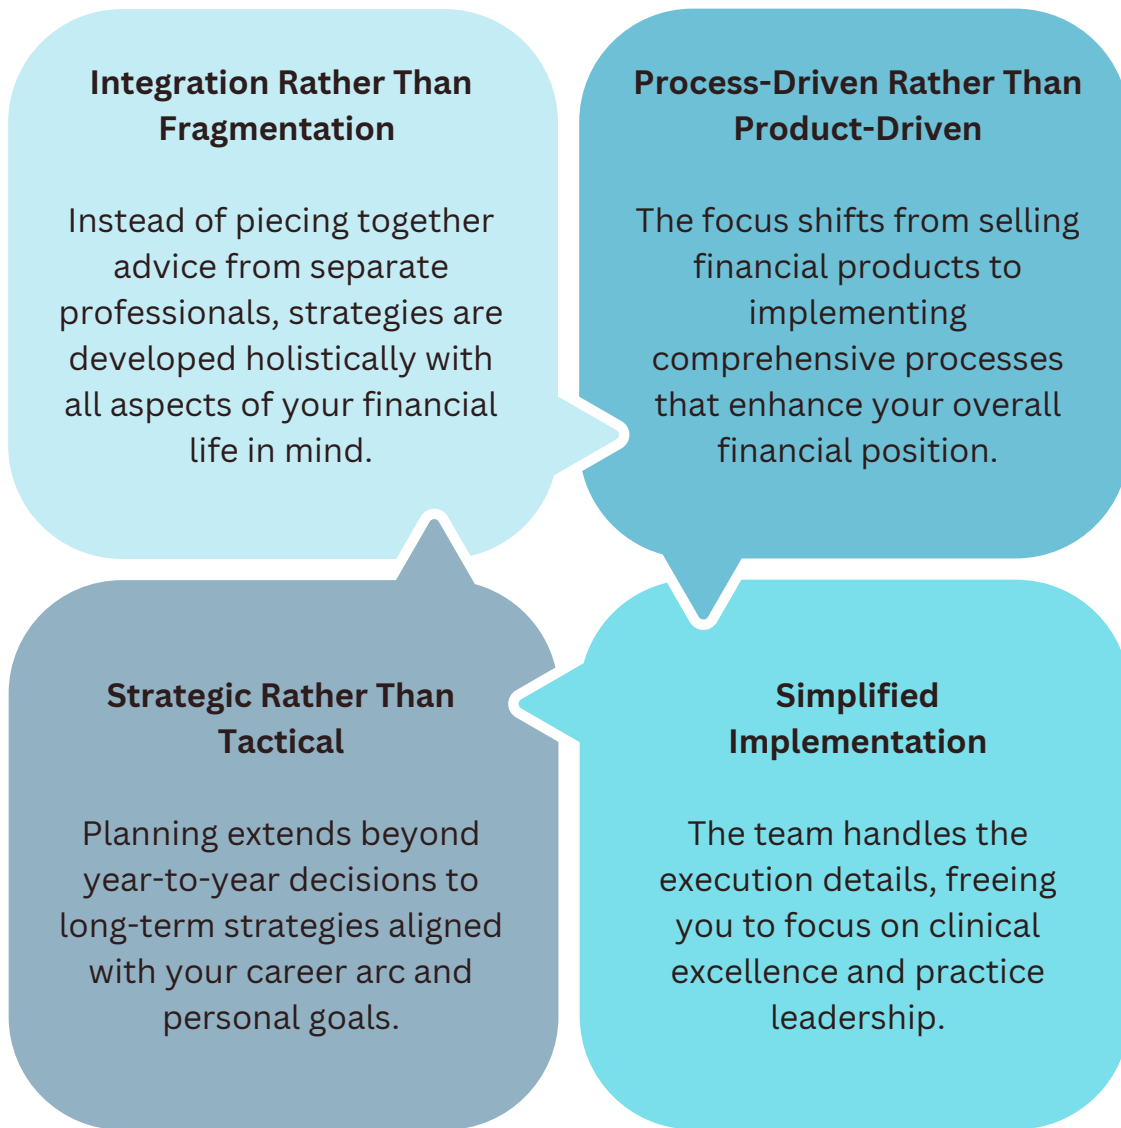 Integration Rather Than
Fragmentation
Instead of piecing together
advice from separate
professionals, strategies are
developed holistically with
all aspects of your financial
life in mind.
Process-Driven Rather Than
Product-Driven
The focus shifts from selling
financial products to
implementing
comprehensive processes
that enhance your overall
financial position.
Strategic Rather Than
Tactical
Planning extends beyond
year-to-year decisions to
long-term strategies aligned
with your career arc and
personal goals.
Simplified
Implementation
The team handles the
execution details, freeing
you to focus on clinical
excellence and practice
leadership.